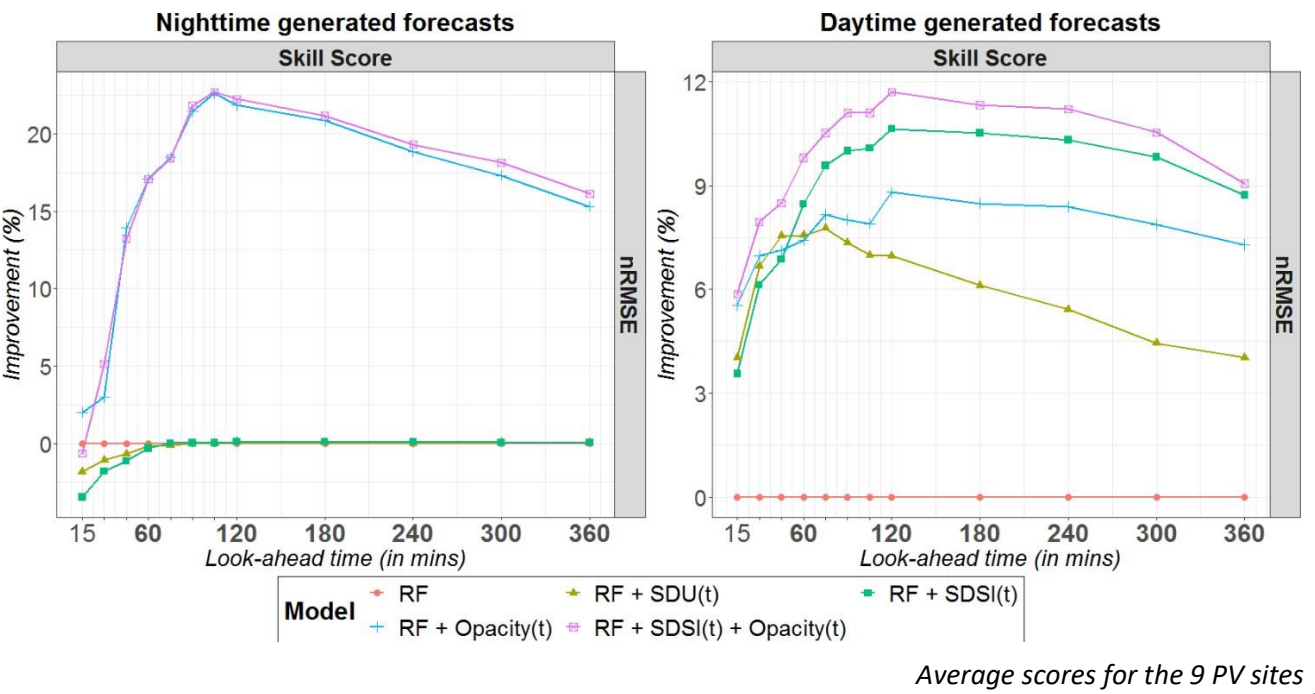 Nighttime generated forecasts
Skill Score
Improvement (%)
20
15
10
5
0
nRMSE
15 60 120 180 240 300 360
Look-ahead time (in mins)
Daytime generated forecasts
Skill Score
Improvement (%)
12
9
6
3
0
nRMSE
15 60 120 180 240 300 360
Look-ahead time (in mins)
Model
RF RF + SDU(t) RF + SDSI(t)
RF + Opacity(t) RF + SDSI(t) + Opacity(t)
Average scores for the 9 PV sites